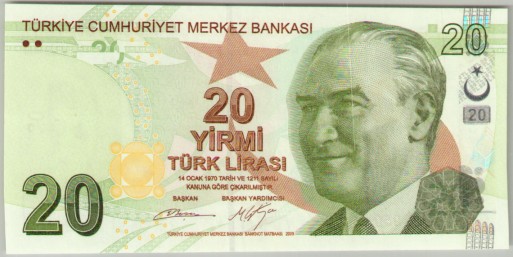 TÜRKİYE CUMHURİYET MERKEZ BANKASI
20
20
YİRMİ
TÜRK LİRASI
20
14 OCAK 1970 TARİH VE 1211 SAYILI
KANUNA GÖRE ÇIKARILMIŞTIR.
BAŞKAN BAŞKAN YARDIMCISI
20
TÜRKİYE CUMHURİYET MERKEZ BANKASI BANKNOT MATBAASI 2009